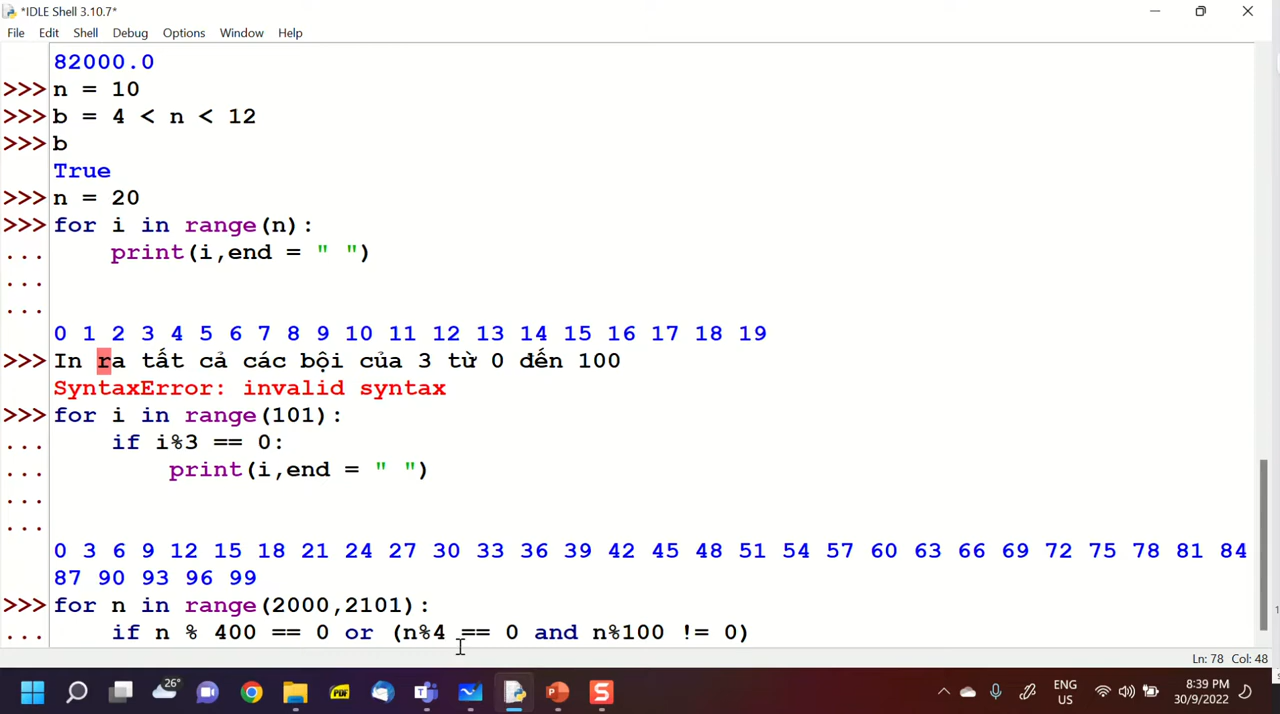 *IDLE Shell 3.10.7*
File Edit Shell Debug Options Window Help
82000.0
>>> n = 10
>>> b = 4 < n < 12
>>> b
True
>>> n = 20
>>> for i in range(n):
... print(i,end = " ")
...
...
0 1 2 3 4 5 6 7 8 9 10 11 12 13 14 15 16 17 18 19
>>> In ra tất cả các bội của 3 từ 0 đến 100
SyntaxError: invalid syntax
>>> for i in range(101):
... if i%3 == 0:
... print(i,end = " ")
...
...
0 3 6 9 12 15 18 21 24 27 30 33 36 39 42 45 48 51 54 57 60 63 66 69 72 75 78 81 84
87 90 93 96 99
>>> for n in range(2000,2101):
... if n % 400 == 0 or (n%4 == 0 and n%100 != 0)
Ln: 78 Col: 48
26°
PDF
S
ENG
US
8:39 PM
30/9/2022